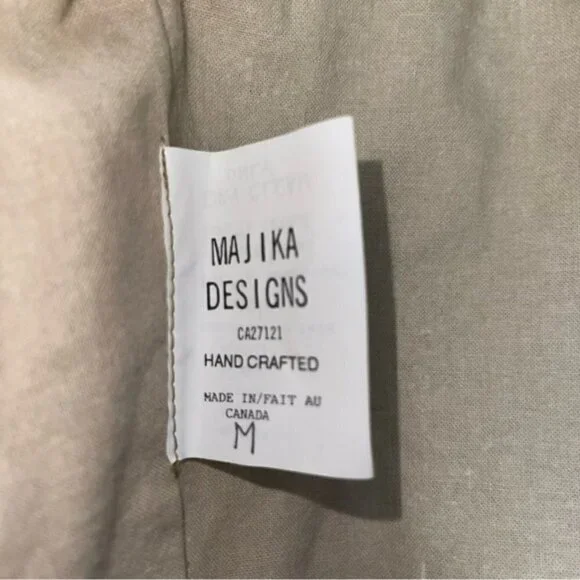 MAJIKA
DESIGNS
CA27121
HAND CRAFTED
MADE IN/FAIT AU
CANADA
M